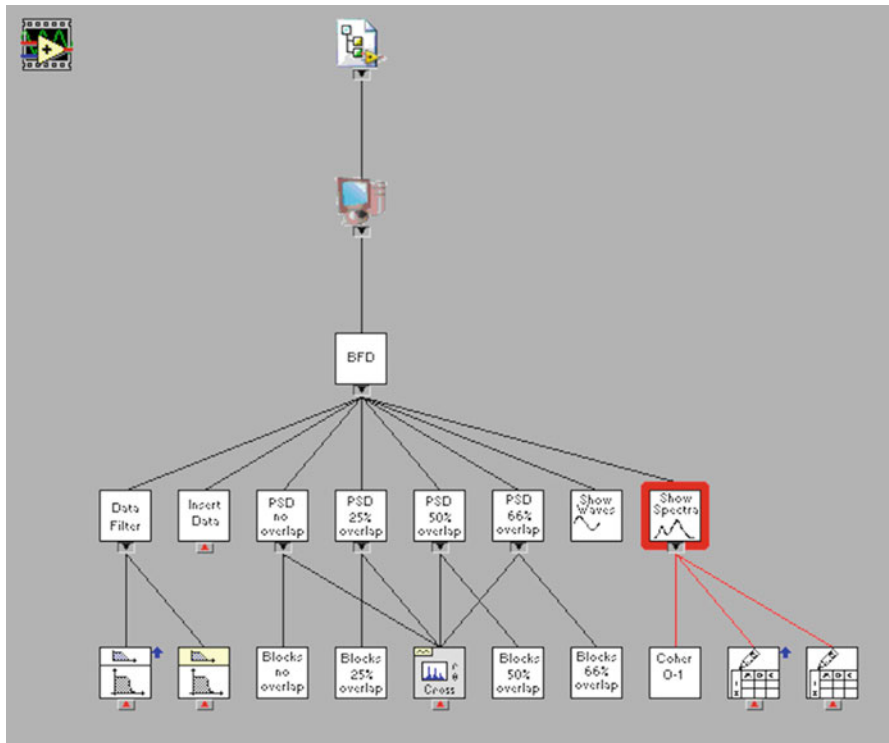 BFD
Data
Filter
Insert
Data
PSD
no
overlap
PSD
25%
overlap
PSD
50%
overlap
PSD
66%
overlap
Show
Waves
Show
Spectra
Blocks
no
overlap
Blocks
25%
overlap
Cross
Blocks
50%
overlap
Blocks
66%
overlap
Coher
0-1